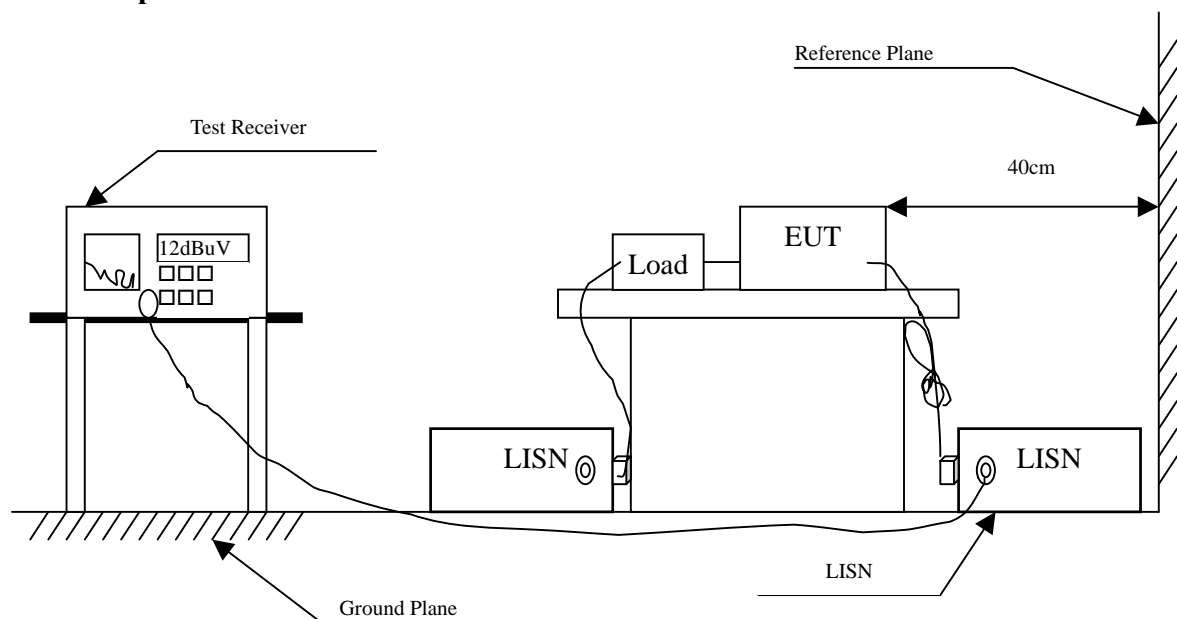 Reference Plane
Test Receiver
40cm
12dBuV
EUT
Load
LISN
LISN
LISN
Ground Plane